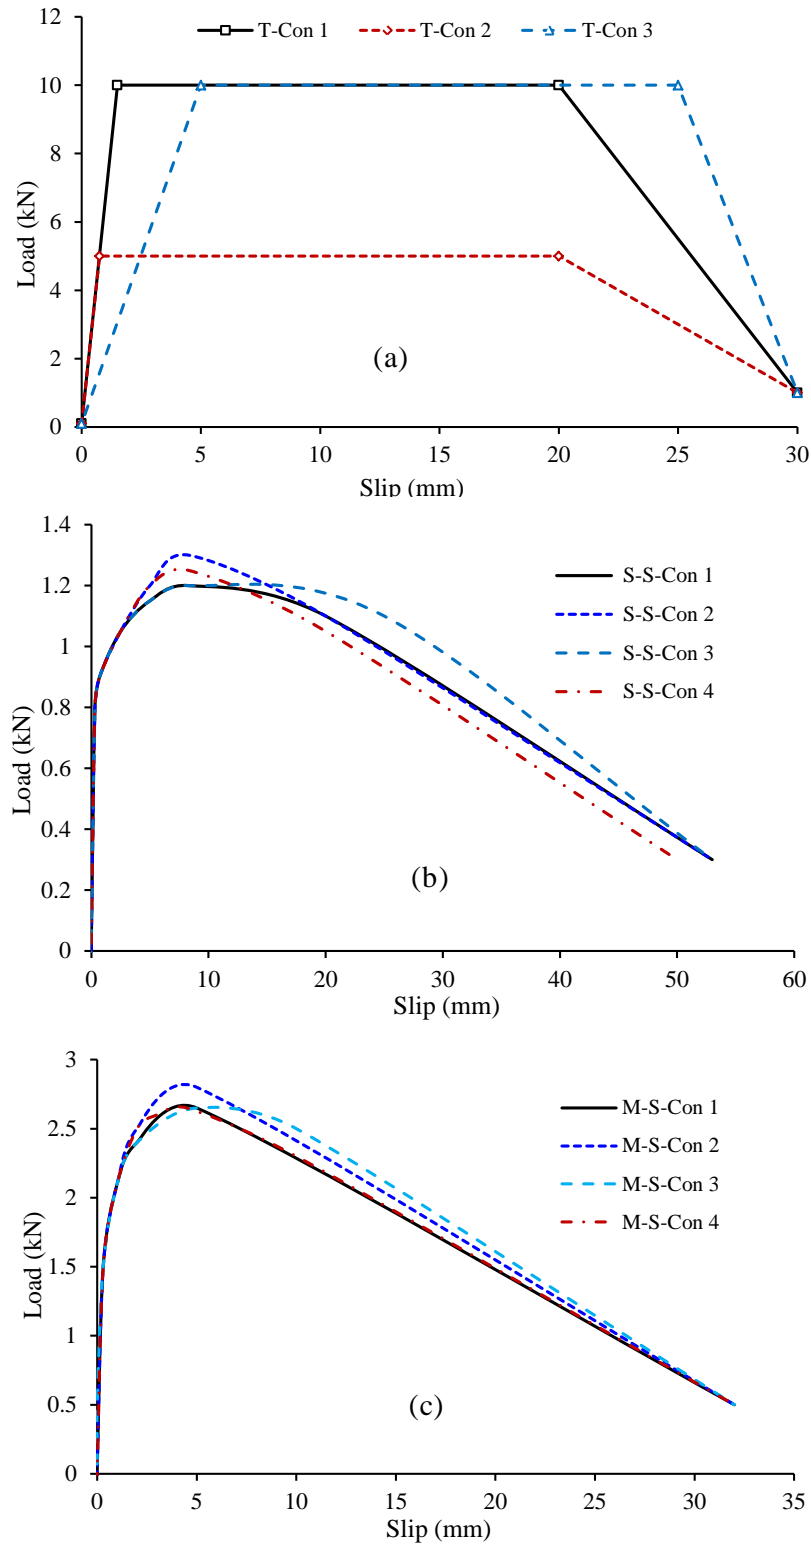 12
T-Con 1 T-Con 2 T-Con 3
10
8
6
4
2
0
Load (kN)
(a)
0 5 10 15 20 25 30
Slip (mm)
1.4
1.2
1
0.8
0.6
0.4
0.2
0
Load (kN)
S-S-Con 1
S-S-Con 2
S-S-Con 3
S-S-Con 4
(b)
0 10 20 30 40 50 60
Slip (mm)
3
2.5
2
1.5
1
0.5
0
Load (kN)
M-S-Con 1
M-S-Con 2
M-S-Con 3
M-S-Con 4
(c)
0 5 10 15 20 25 30 35
Slip (mm)